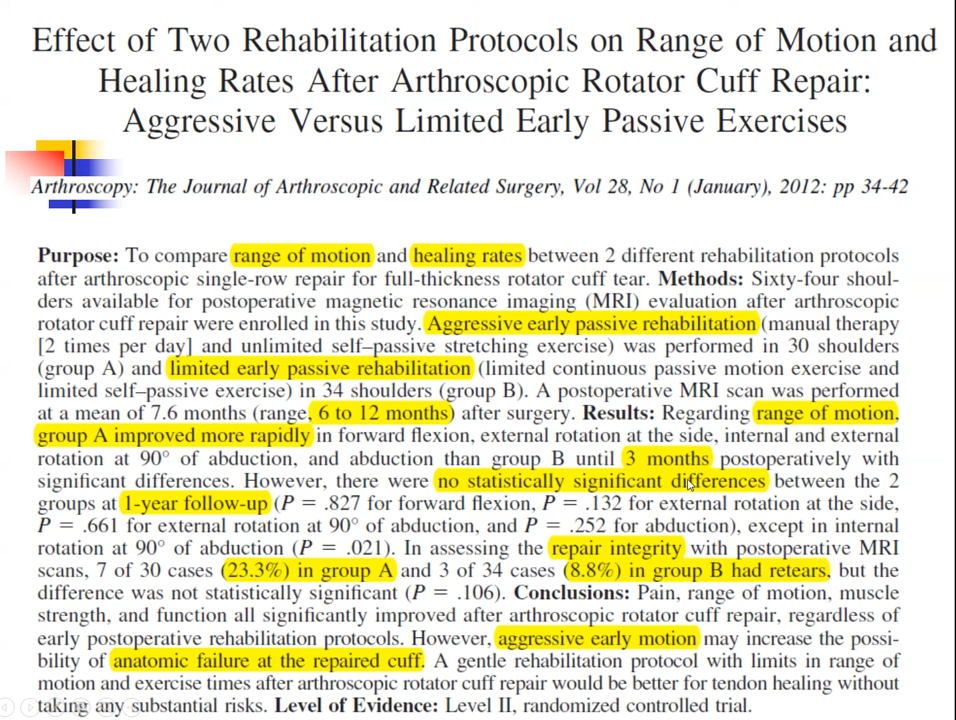 Effect of Two Rehabilitation Protocols on Range of Motion and
Healing Rates After Arthroscopic Rotator Cuff Repair:
Aggressive Versus Limited Early Passive Exercises
Arthroscopy: The Journal of Arthroscopic and Related Surgery, Vol 28, No 1 (January), 2012: pp 34-42
Purpose: To compare range of motion and healing rates between 2 different rehabilitation protocols
after arthroscopic single-row repair for full-thickness rotator cuff tear. Methods: Sixty-four shoul-
ders available for postoperative magnetic resonance imaging (MRI) evaluation after arthroscopic
rotator cuff repair were enrolled in this study. Aggressive early passive rehabilitation (manual therapy
[2 times per day] and unlimited self–passive stretching exercise) was performed in 30 shoulders
(group A) and limited early passive rehabilitation (limited continuous passive motion exercise and
limited self–passive exercise) in 34 shoulders (group B). A postoperative MRI scan was performed
at a mean of 7.6 months (range, 6 to 12 months) after surgery. Results: Regarding range of motion,
group A improved more rapidly in forward flexion, external rotation at the side, internal and external
rotation at 90° of abduction, and abduction than group B until 3 months postoperatively with
significant differences. However, there were no statistically significant differences between the 2
groups at 1-year follow-up (P = .827 for forward flexion, P = .132 for external rotation at the side,
P = .661 for external rotation at 90° of abduction, and P = .252 for abduction), except in internal
rotation at 90° of abduction (P = .021). In assessing the repair integrity with postoperative MRI
scans, 7 of 30 cases (23.3%) in group A and 3 of 34 cases (8.8%) in group B had retears, but the
difference was not statistically significant (P = .106). Conclusions: Pain, range of motion, muscle
strength, and function all significantly improved after arthroscopic rotator cuff repair, regardless of
early postoperative rehabilitation protocols. However, aggressive early motion may increase the possi-
bility of anatomic failure at the repaired cuff. A gentle rehabilitation protocol with limits in range of
motion and exercise times after arthroscopic rotator cuff repair would be better for tendon healing without
taking any substantial risks. Level of Evidence: Level II, randomized controlled trial.